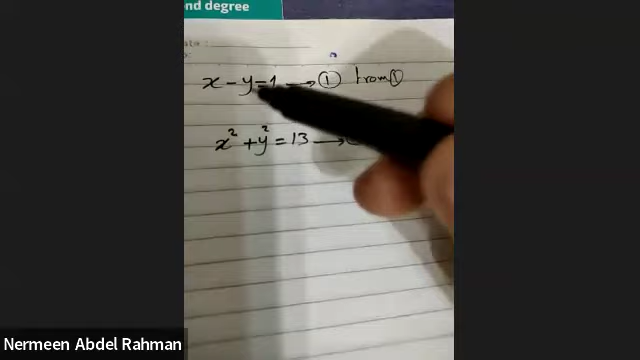 nd degree
x - y = 1 → ① from ①
x² + y² = 13 →
Nermeen Abdel Rahman